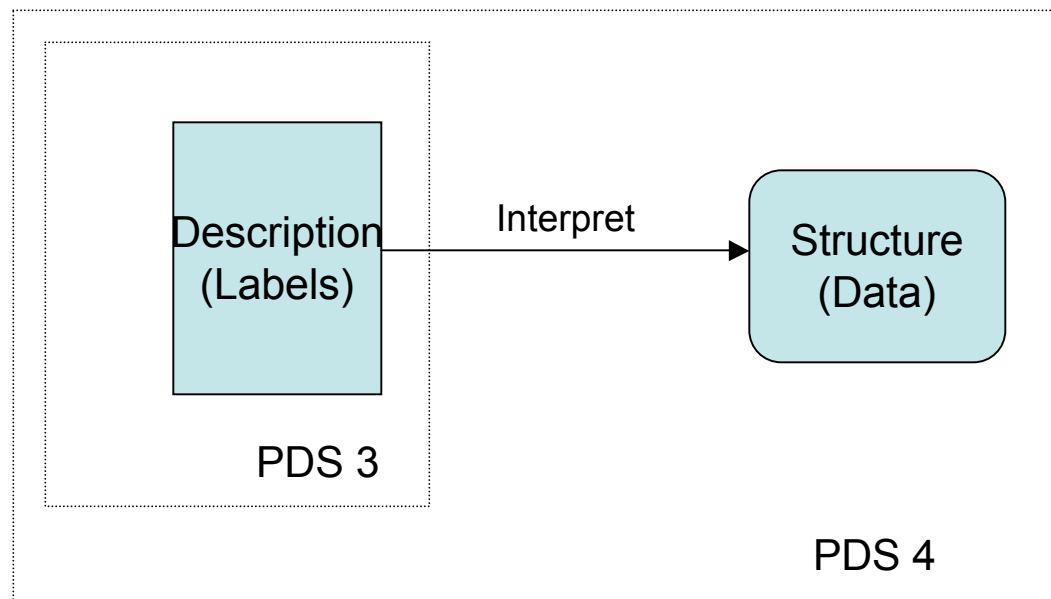 Description
(Labels)
Interpret
Structure
(Data)
PDS 3
PDS 4